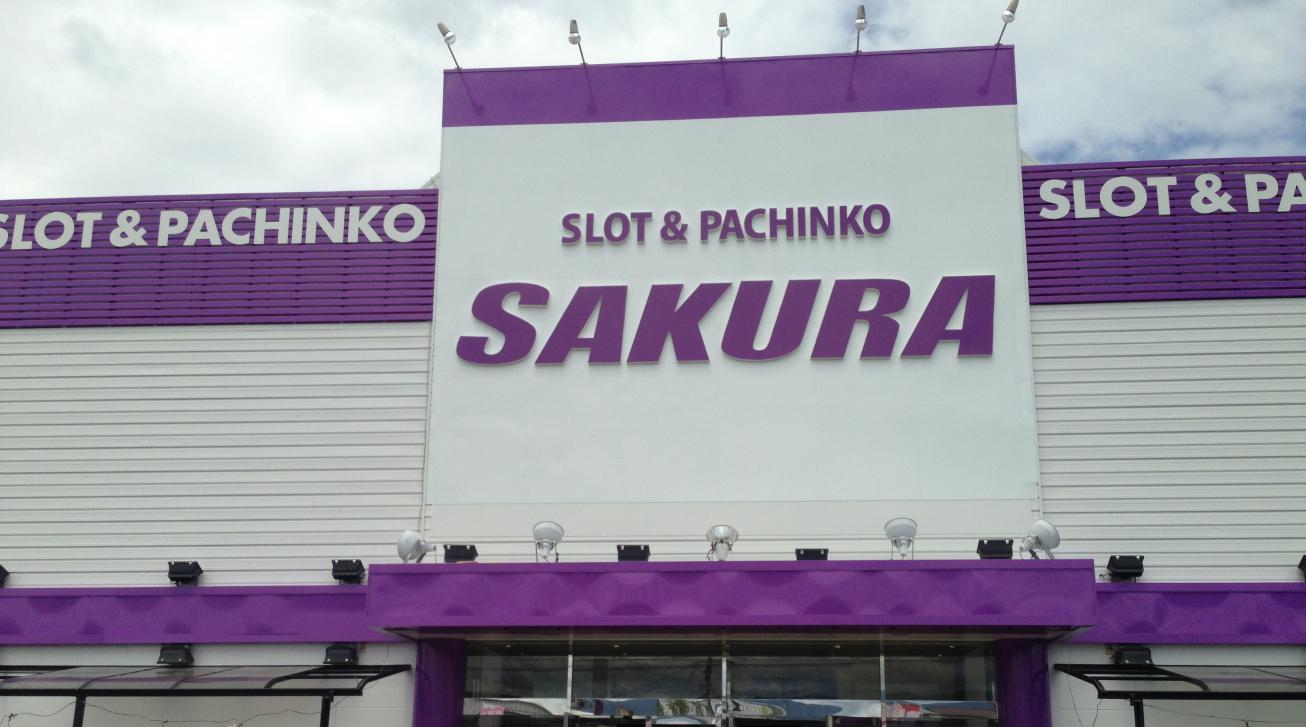 SLOT & PACHINKO
SLOT & PACHINKO
SAKURA
SLOT & PA